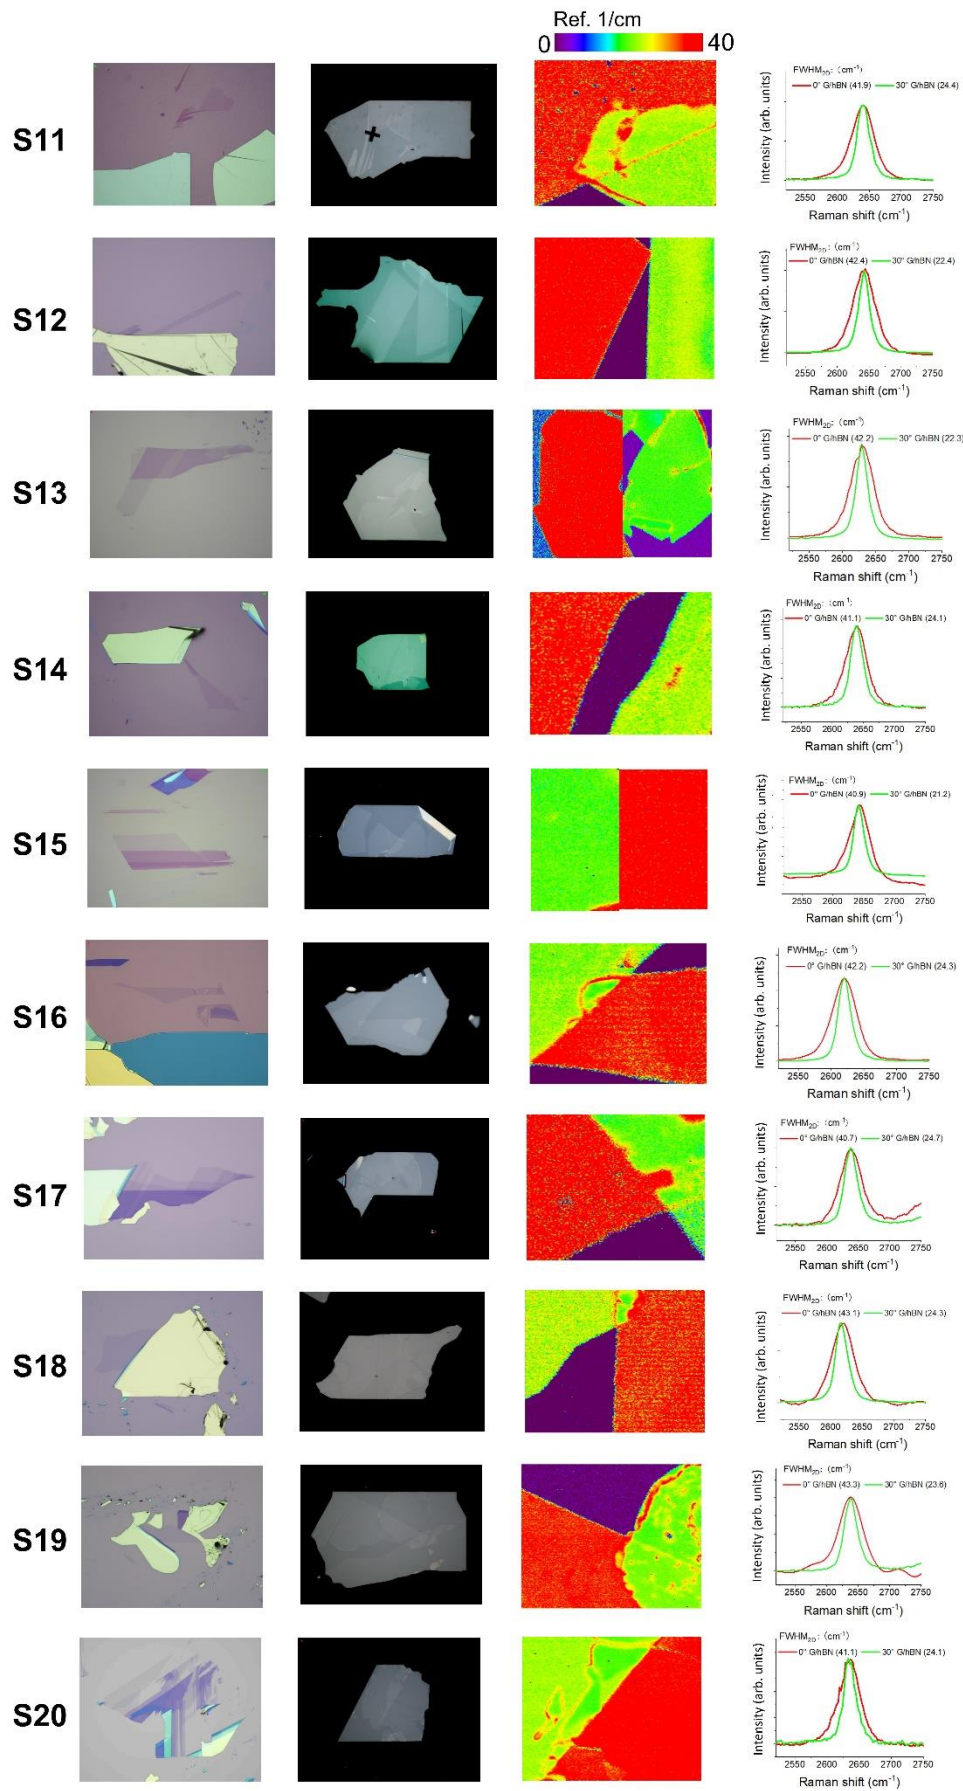 Ref. 1/cm
0 40
S11
FWHM2D: (cm-1)
0° G/hBN (41.9) 30° G/hBN (24.4)
Intensity (arb. units)
2550 2600 2650 2700 2750
Raman shift (cm-1)
S12
FWHM2D: (cm-1)
0° G/hBN (42.4) 30° G/hBN (22.4)
Intensity (arb. units)
2550 2600 2650 2700 2750
Raman shift (cm-1)
S13
FWHM2D: (cm-1)
0° G/hBN (42.2) 30° G/hBN (22.3)
Intensity (arb. units)
2550 2600 2650 2700 2750
Raman shift (cm-1)
S14
FWHM2D: (cm-1)
0° G/hBN (41.1) 30° G/hBN (24.1)
Intensity (arb. units)
2550 2600 2650 2700 2750
Raman shift (cm-1)
S15
FWHM2D: (cm-1)
0° G/hBN (40.9) 30° G/hBN (21.2)
Intensity (arb. units)
2550 2600 2650 2700 2750
Raman shift (cm-1)
S16
FWHM2D: (cm-1)
0° G/hBN (42.2) 30° G/hBN (24.3)
Intensity (arb. units)
2550 2600 2650 2700 2750
Raman shift (cm-1)
S17
FWHM2D: (cm-1)
0° G/hBN (40.7) 30° G/hBN (24.7)
Intensity (arb. units)
2550 2600 2650 2700 2750
Raman shift (cm-1)
S18
FWHM2D: (cm-1)
0° G/hBN (43.1) 30° G/hBN (24.3)
Intensity (arb. units)
2550 2600 2650 2700 2750
Raman shift (cm-1)
S19
FWHM2D: (cm-1)
0° G/hBN (43.3) 30° G/hBN (23.6)
Intensity (arb. units)
2550 2600 2650 2700 2750
Raman shift (cm-1)
S20
FWHM2D: (cm-1)
0° G/hBN (41.1) 30° G/hBN (24.1)
Intensity (arb. units)
2550 2600 2650 2700 2750
Raman shift (cm-1)